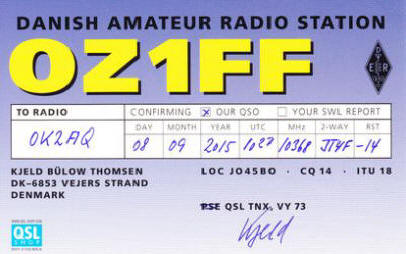 DANISH AMATEUR RADIO STATION
OZ1FF
TO RADIO CONFIRMING ☒ OUR QSO ☐ YOUR SWL REPORT
DAY MONTH YEAR UTC MHz 2-WAY RST
OK2AQ 08 09 2015 1027 10368 JT4F -14
KJELD BÜLOW THOMSEN LOC JO45BO · CQ 14 · ITU 18
DK-6853 VEJERS STRAND
DENMARK
PSE QSL TNX, VY 73
Kjeld
QSL
SHOP